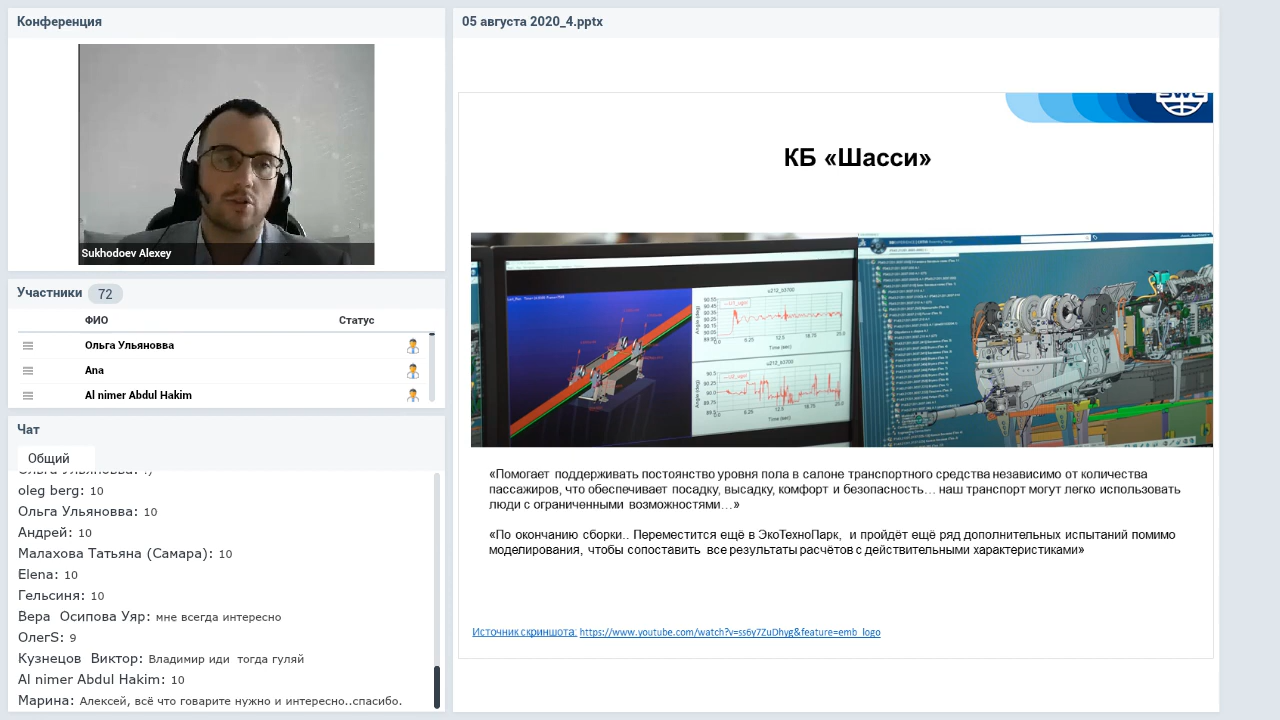 Конференция
Sukhodoev Alexey
Участники 72
ФИО Статус
Ольга Ульяновва
Ana
Al nimer Abdul Hakim
Чат
Общий
Ольга Ульяновва: :)
oleg berg: 10
Ольга Ульяновва: 10
Андрей: 10
Малахова Татьяна (Самара): 10
Elena: 10
Гельсиня: 10
Вера Осипова Уяр: мне всегда интересно
ОлегS: 9
Кузнецов Виктор: Владимир иди тогда гуляй
Al nimer Abdul Hakim: 10
Марина: Алексей, всё что говарите нужно и интересно..спасибо.
05 августа 2020_4.pptx
КБ «Шасси»
Time (sec)
Time (sec)
«Помогает поддерживать постоянство уровня пола в салоне транспортного средства независимо от количества
пассажиров, что обеспечивает посадку, высадку, комфорт и безопасность… наш транспорт могут легко использовать
люди с ограниченными возможностями…»
«По окончанию сборки.. Переместится ещё в ЭкоТехноПарк, и пройдёт ещё ряд дополнительных испытаний помимо
моделирования, чтобы сопоставить все результаты расчётов с действительными характеристиками»
Источник скриншота: https://www.youtube.com/watch?v=ss6y7ZuDhyg&feature=emb_logo